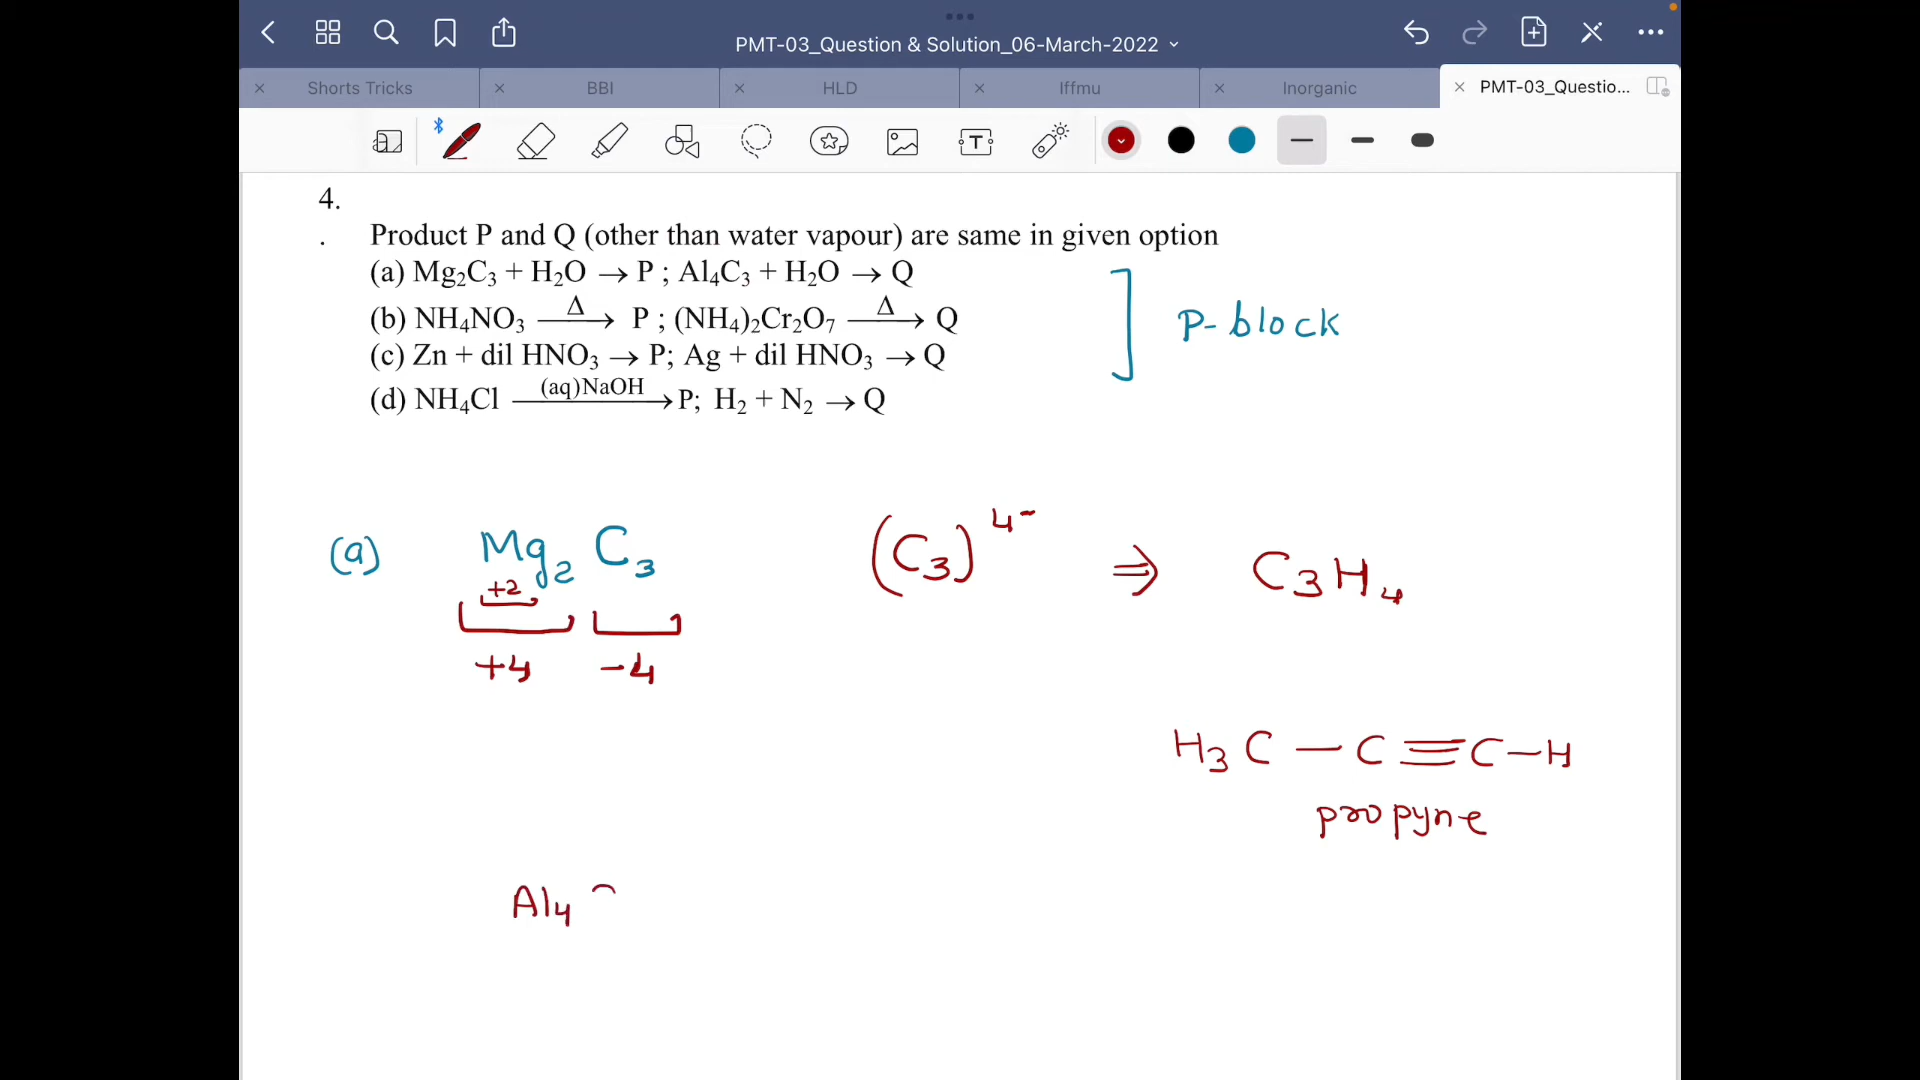 PMT-03_Question & Solution_06-March-2022
Shorts Tricks BBI HLD Iffmu Inorganic PMT-03_Questio...
4.
. Product P and Q (other than water vapour) are same in given option
(a) Mg₂C₃ + H₂O → P ; Al₄C₃ + H₂O → Q
(b) NH₄NO₃ —Δ→ P ; (NH₄)₂Cr₂O₇ —Δ→ Q
(c) Zn + dil HNO₃ → P; Ag + dil HNO₃ → Q
(d) NH₄Cl —(aq)NaOH→ P; H₂ + N₂ → Q
P-block
(a) Mg₂ C₃ (C₃)⁴⁻ ⇒ C₃H₄
+2
+4 -4
H₃C — C ≡ C — H
propyne
Al₄